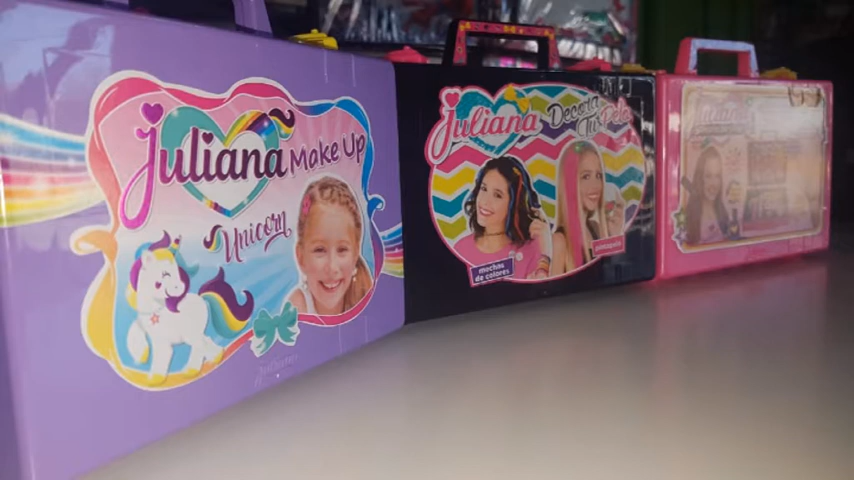 Juliana Make Up
Unicorn
Juliana
Decora
Tu Pelo
mechas
de colores
Juliana